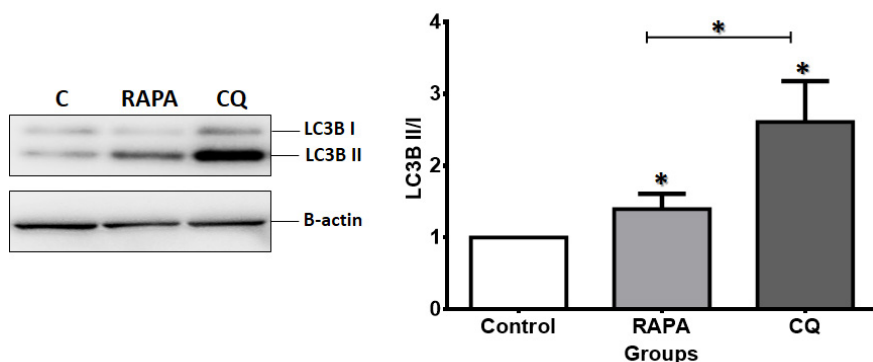 C RAPA CQ
LC3B I
LC3B II
B-actin
LC3B II/I
4
3
2
1
0
*
*
*
Control RAPA CQ
Groups